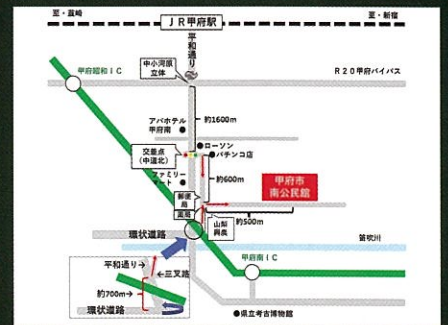 至・韮崎
JR甲府駅
至・新宿
平和通り
中小河原
立体
甲府昭和IC
R20甲府バイパス
アパホテル
甲府南
約1600m
ローソン
交差点
(中道北)
パチンコ店
ファミリー
マート
約600m
甲府市
南公民館
郵便局
薬局
約500m
山梨
興民
環状道路
笛吹川
平和通り
三叉路
約700m
甲府南IC
環状道路
県立考古博物館